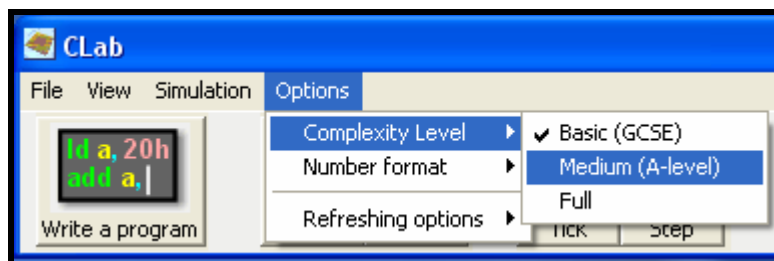 CLab
File View Simulation Options
Complexity Level
Number format
Refreshing options
Basic (GCSE)
Medium (A-level)
Full
ld a, 20h
add a,
Write a program
Tick
Step